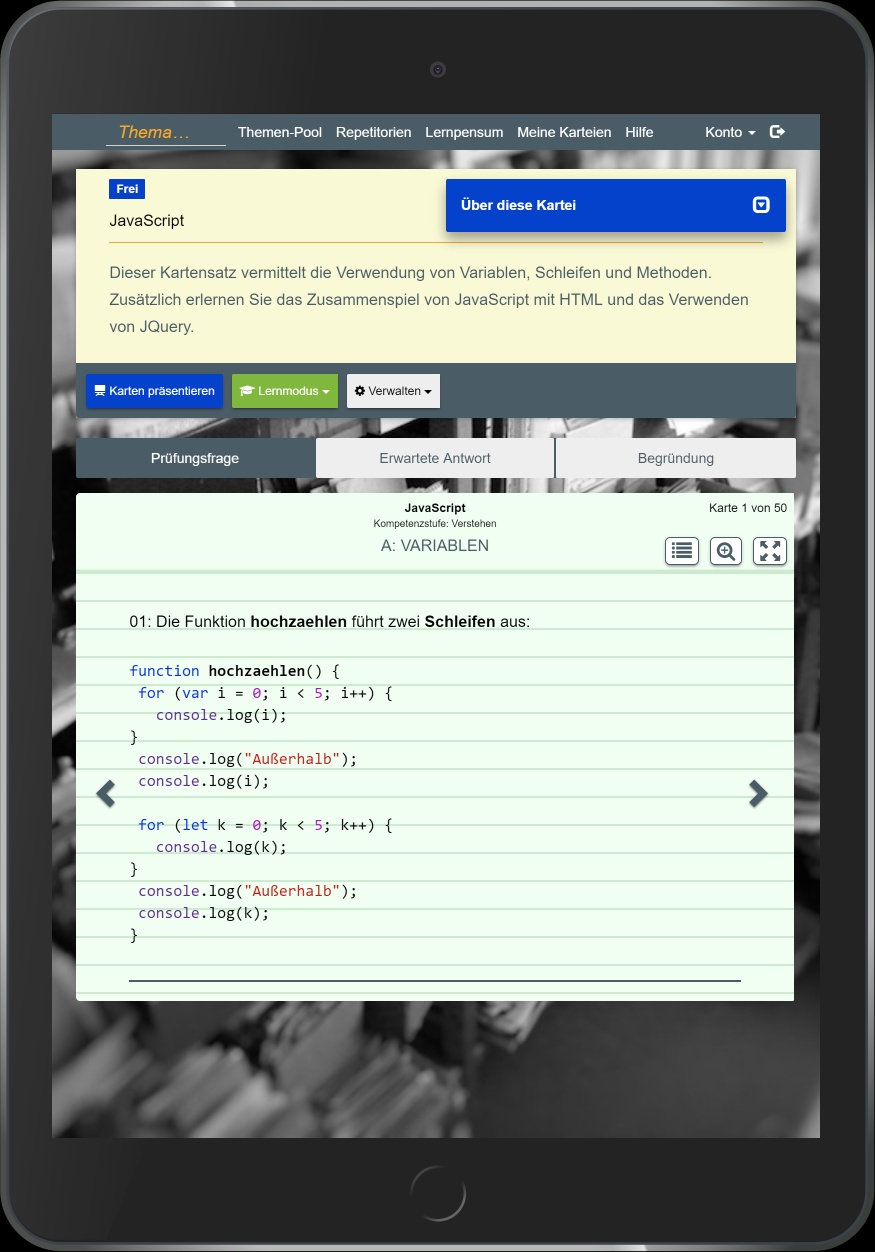 Thema...
Themen-Pool Repetitorien Lernpensum Meine Karteien Hilfe Konto
Frei
Über diese Kartei
JavaScript
Dieser Kartensatz vermittelt die Verwendung von Variablen, Schleifen und Methoden.
Zusätzlich erlernen Sie das Zusammenspiel von JavaScript mit HTML und das Verwenden
von JQuery.
Karten präsentieren Lernmodus Verwalten
Prüfungsfrage Erwartete Antwort Begründung
JavaScript
Karte 1 von 50
Kompetenzstufe: Verstehen
A: VARIABLEN
01: Die Funktion hochzaehlen führt zwei Schleifen aus:
function hochzaehlen() {
for (var i = 0; i < 5; i++) {
console.log(i);
}
console.log("Außerhalb");
console.log(i);
for (let k = 0; k < 5; k++) {
console.log(k);
}
console.log("Außerhalb");
console.log(k);
}